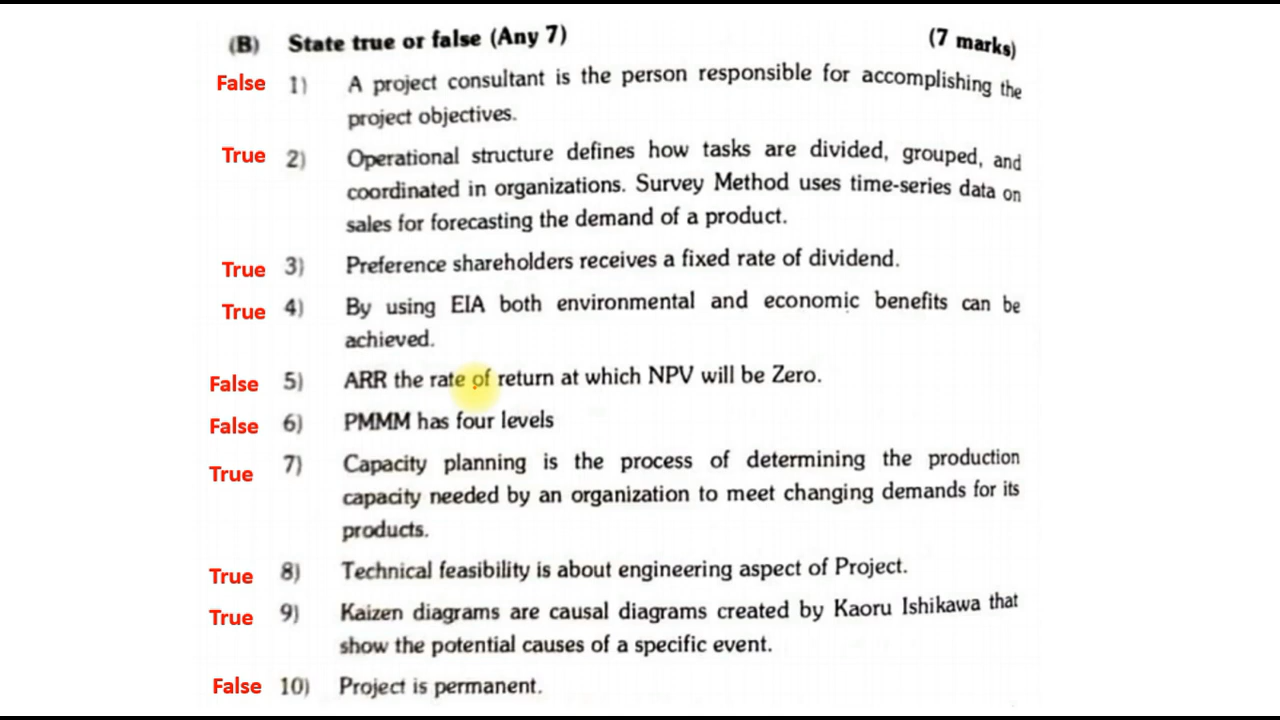 (B) State true or false (Any 7) (7 marks)
False 1) A project consultant is the person responsible for accomplishing the
project objectives.
True 2) Operational structure defines how tasks are divided, grouped, and
coordinated in organizations. Survey Method uses time-series data on
sales for forecasting the demand of a product.
True 3) Preference shareholders receives a fixed rate of dividend.
True 4) By using EIA both environmental and economic benefits can be
achieved.
False 5) ARR the rate of return at which NPV will be Zero.
False 6) PMMM has four levels
True 7) Capacity planning is the process of determining the production
capacity needed by an organization to meet changing demands for its
products.
True 8) Technical feasibility is about engineering aspect of Project.
True 9) Kaizen diagrams are causal diagrams created by Kaoru Ishikawa that
show the potential causes of a specific event.
False 10) Project is permanent.